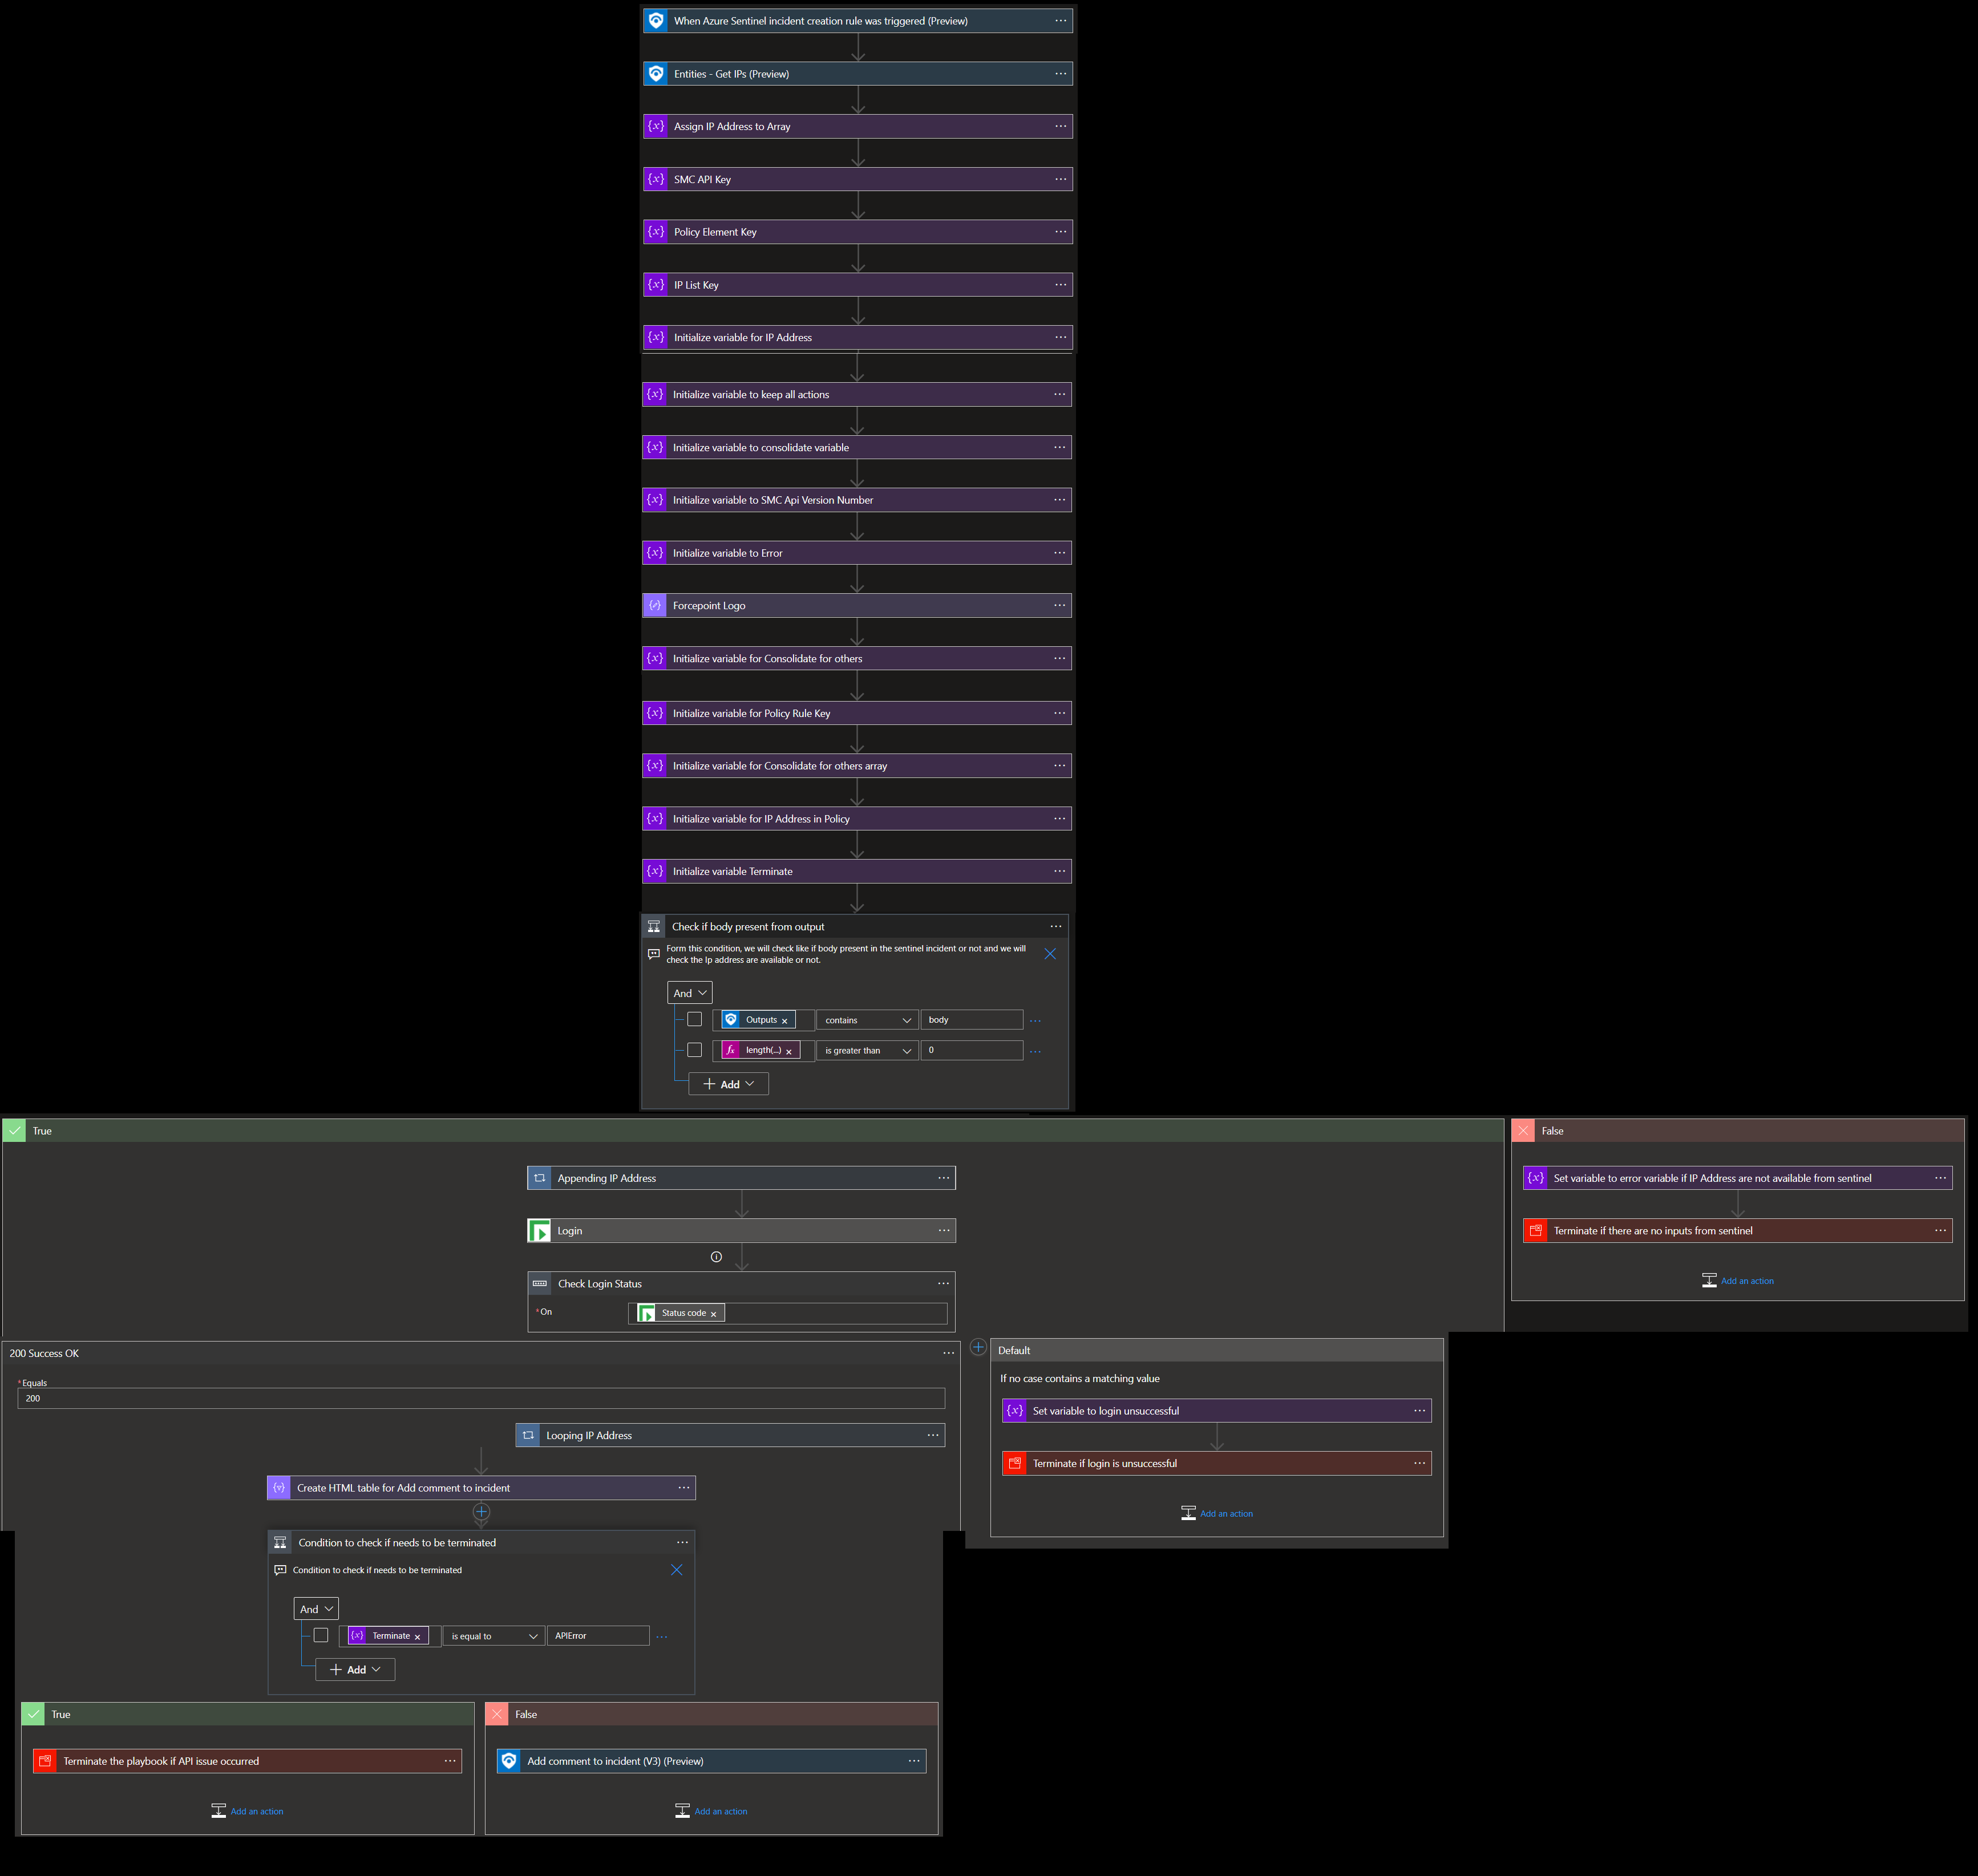 When Azure Sentinel incident creation rule was triggered (Preview)
Entities - Get IPs (Preview)
{x} Assign IP Address to Array
{x} SMC API Key
{x} Policy Element Key
{x} IP List Key
{x} Initialize variable for IP Address
{x} Initialize variable to keep all actions
{x} Initialize variable to consolidate variable
{x} Initialize variable to SMC Api Version Number
{x} Initialize variable to Error
Forcepoint Logo
{x} Initialize variable for Consolidate for others
{x} Initialize variable for Policy Rule Key
{x} Initialize variable for Consolidate for others array
{x} Initialize variable for IP Address in Policy
{x} Initialize variable Terminate
Check if body present from output
Form this condition, we will check like if body present in the sentinel incident or not and we will
check the Ip address are available or not.
And
Outputs contains body
fx length(...) is greater than 0
Add
True
False
Appending IP Address
{x} Set variable to error variable if IP Address are not available from sentinel
Login
Terminate if there are no inputs from sentinel
Add an action
Check Login Status
*On Status code
200 Success OK
*Equals
200
Default
If no case contains a matching value
{x} Set variable to login unsuccessful
Looping IP Address
Terminate if login is unsuccessful
Create HTML table for Add comment to incident
Add an action
Condition to check if needs to be terminated
Condition to check if needs to be terminated
And
{x} Terminate is equal to APIError
Add
True
False
Terminate the playbook if API issue occurred
Add comment to incident (V3) (Preview)
Add an action
Add an action